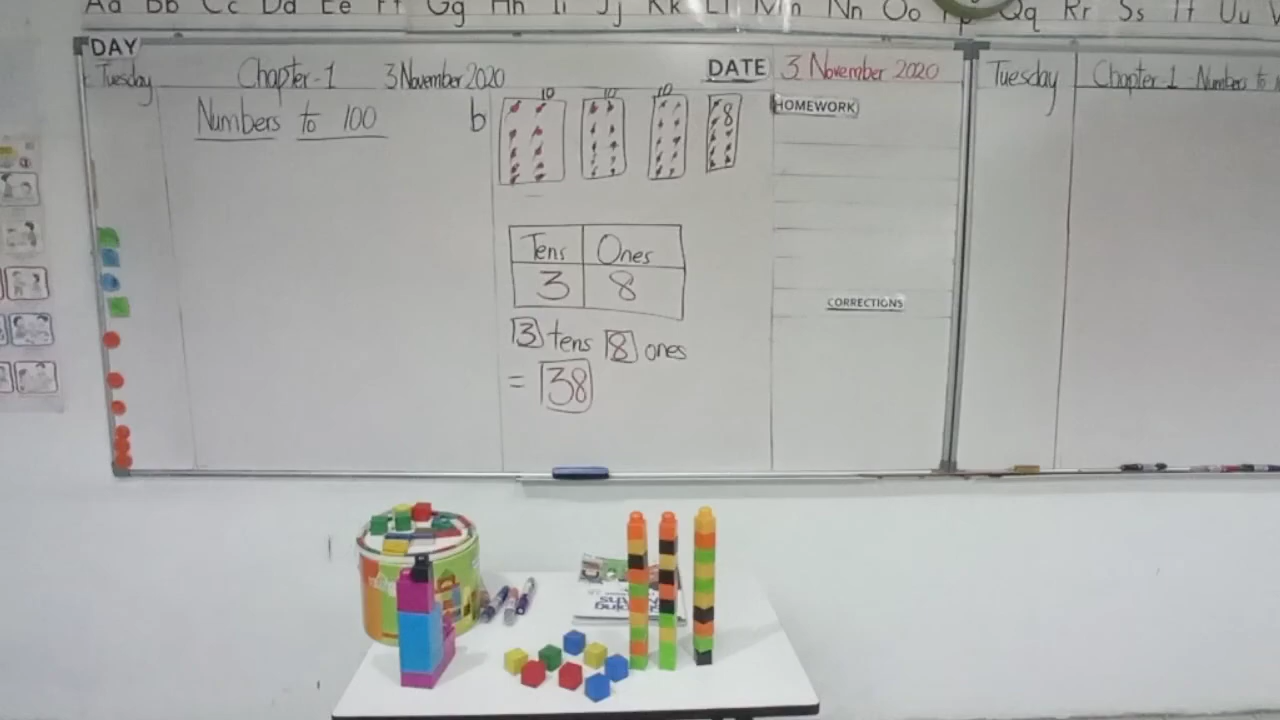 Aa Bb Cc Dd Ee Ff Gg Hh Ii Jj Kk Ll Mm Nn Oo Pp Qq Rr Ss Tt Uu
DAY
Tuesday Chapter-1 3 November 2020
DATE 3 November 2020
Numbers to 100
b 10 10 10 8
Tens Ones
3 8
3 tens 8 ones
= 38
HOMEWORK
CORRECTIONS
Tuesday Chapter 1 Numbers to